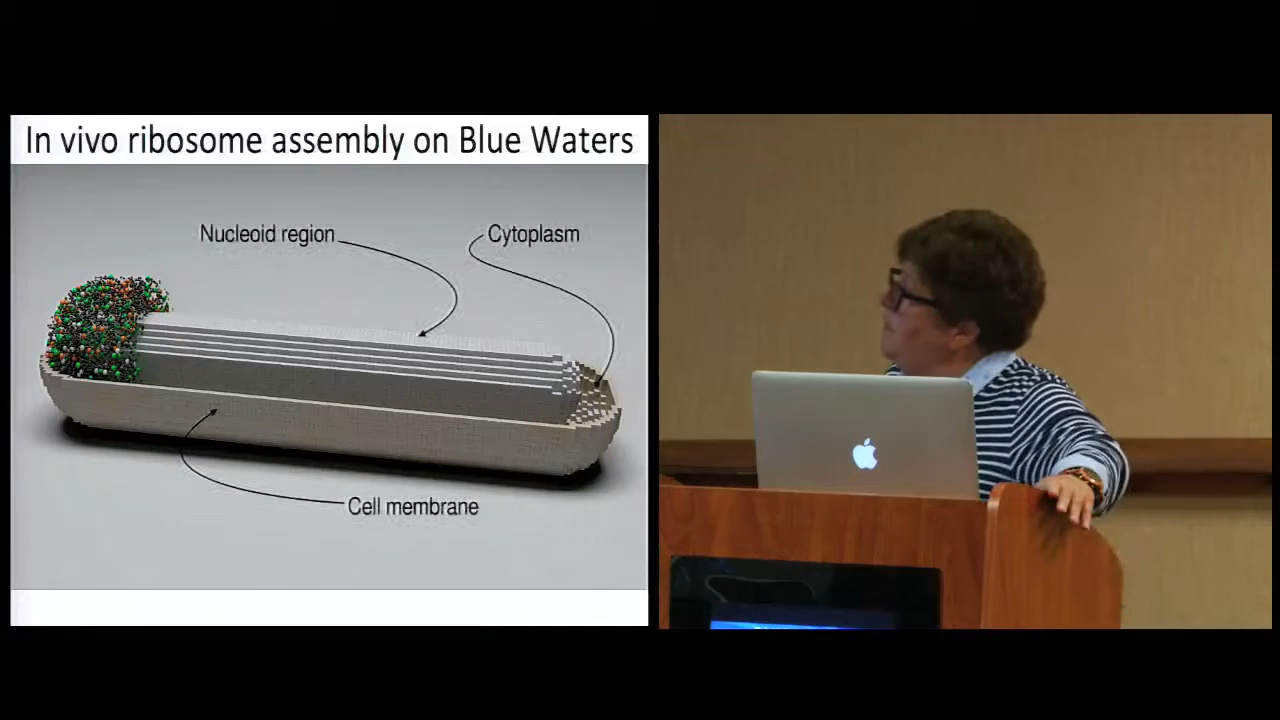 In vivo ribosome assembly on Blue Waters
Nucleoid region
Cytoplasm
Cell membrane